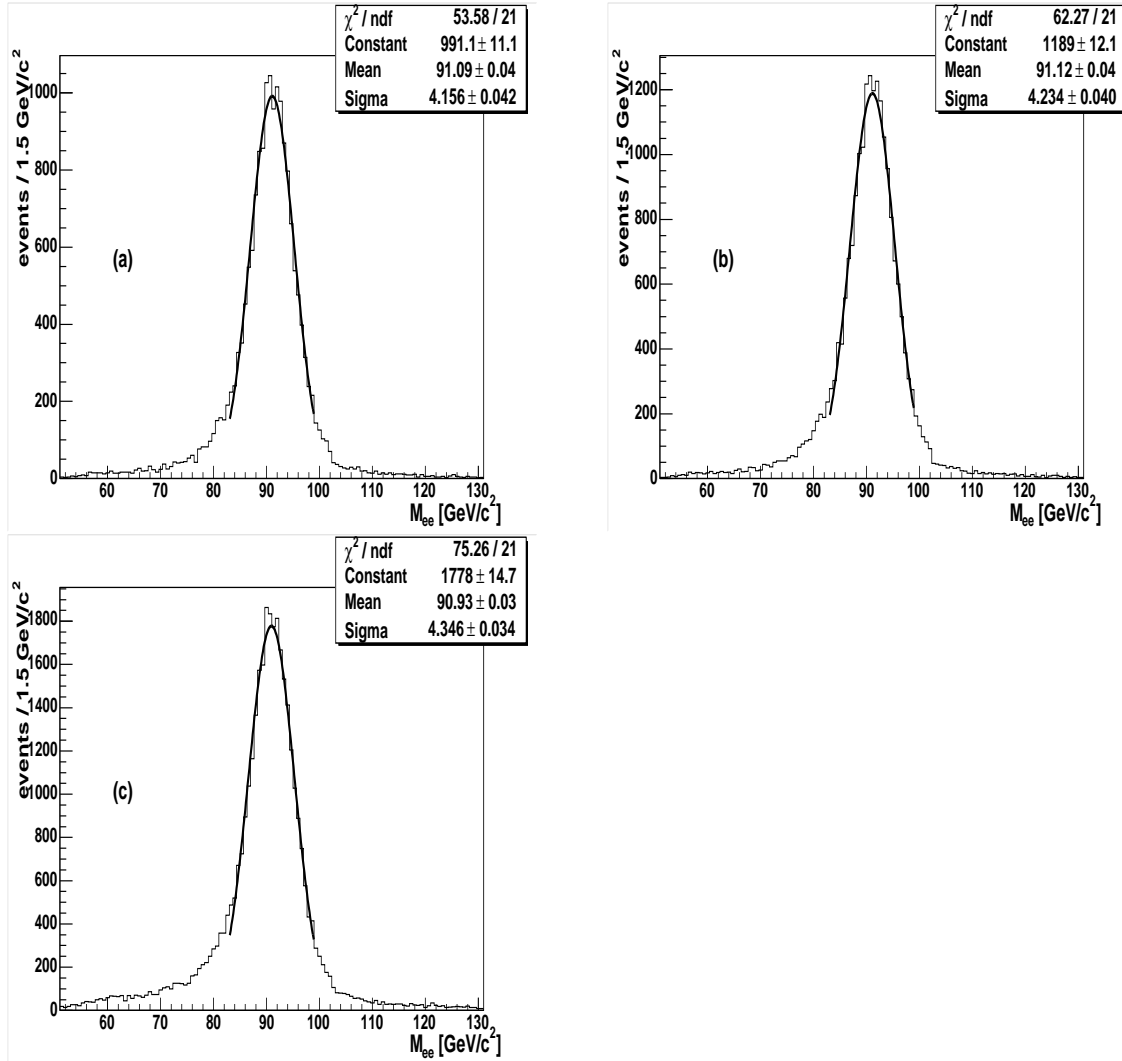 χ² / ndf 53.58 / 21
Constant 991.1 ± 11.1
Mean 91.09 ± 0.04
Sigma 4.156 ± 0.042
events / 1.5 GeV/c²
1000
800
600
400
200
0
(a)
60 70 80 90 100 110 120 130
M_ee [GeV/c²]
χ² / ndf 62.27 / 21
Constant 1189 ± 12.1
Mean 91.12 ± 0.04
Sigma 4.234 ± 0.040
events / 1.5 GeV/c²
1200
1000
800
600
400
200
0
(b)
60 70 80 90 100 110 120 130
M_ee [GeV/c²]
χ² / ndf 75.26 / 21
Constant 1778 ± 14.7
Mean 90.93 ± 0.03
Sigma 4.346 ± 0.034
events / 1.5 GeV/c²
1800
1600
1400
1200
1000
800
600
400
200
0
(c)
60 70 80 90 100 110 120 130
M_ee [GeV/c²]